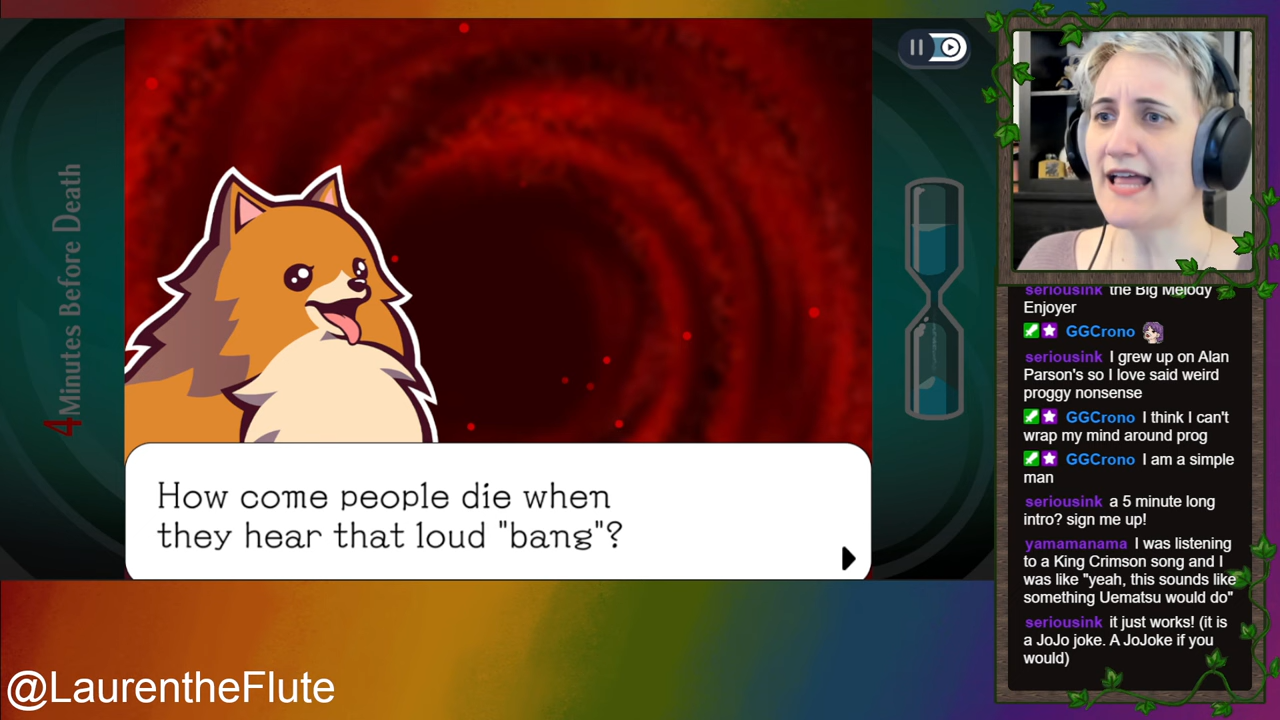 4 Minutes Before Death
How come people die when
they hear that loud "bang"?
@LaurentheFlute
seriousink the Big Melody
Enjoyer
GGCrono
seriousink I grew up on Alan
Parson's so I love said weird
proggy nonsense
GGCrono I think I can't
wrap my mind around prog
GGCrono I am a simple
man
seriousink a 5 minute long
intro? sign me up!
yamamanama I was listening
to a King Crimson song and I
was like "yeah, this sounds like
something Uematsu would do"
seriousink it just works! (it is
a JoJo joke. A JoJoke if you
would)